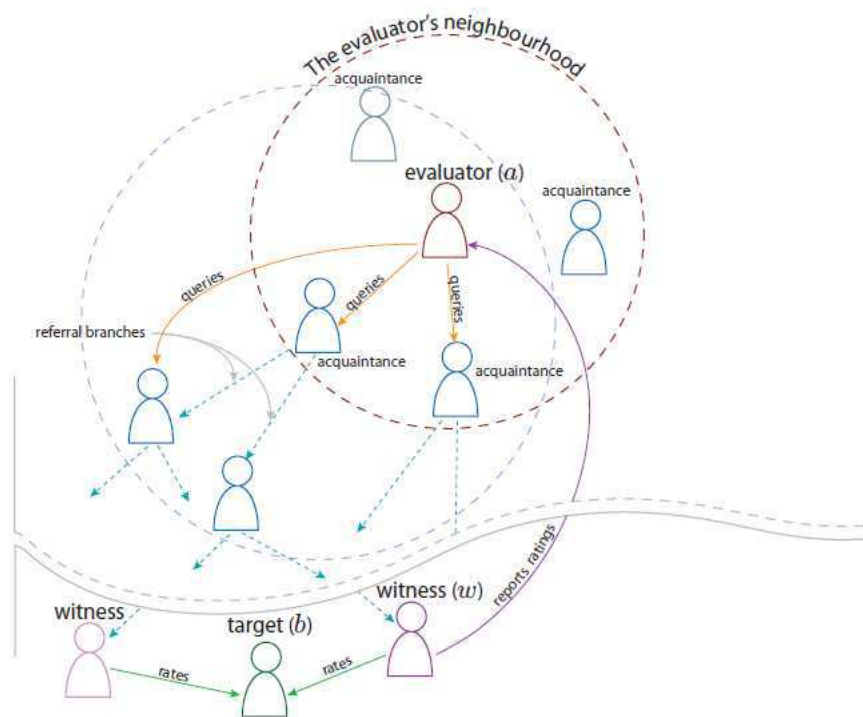 The evaluator's neighbourhood
acquaintance
evaluator (a)
acquaintance
queries
queries
queries
referral branches
acquaintance
acquaintance
reports ratings
witness
target (b)
witness (w)
rates
rates